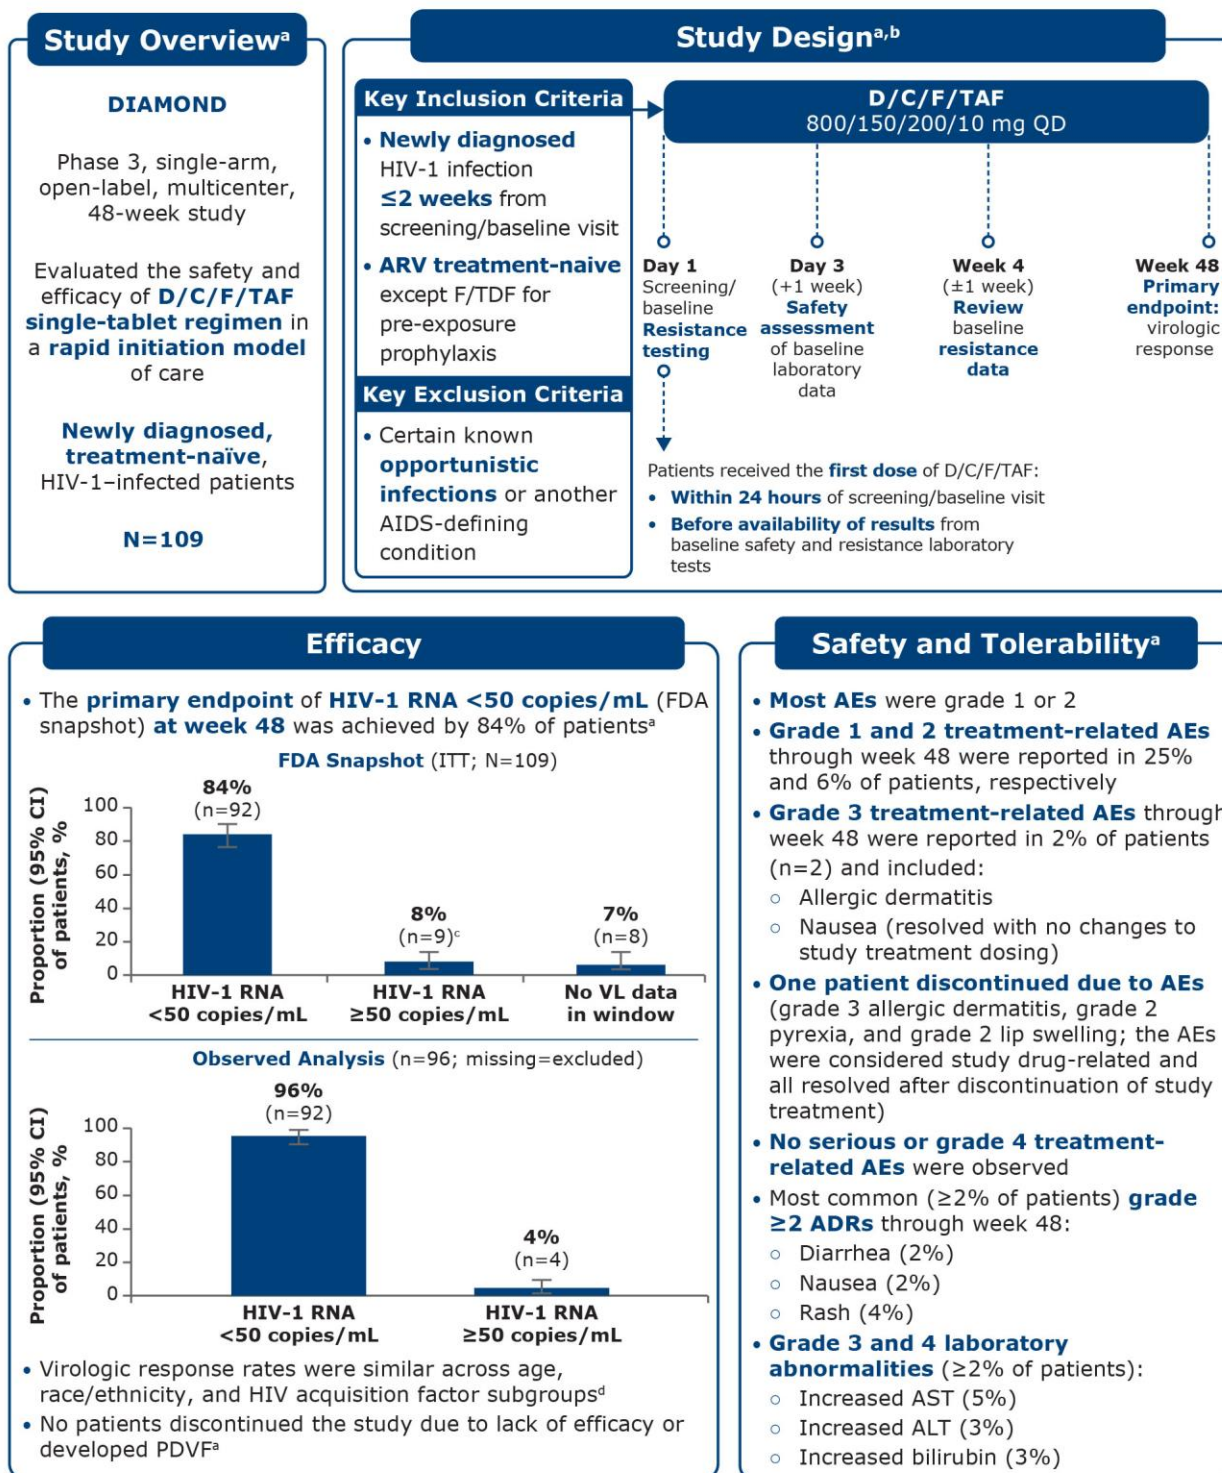 Study Overviewᵃ
DIAMOND
Phase 3, single-arm,
open-label, multicenter,
48-week study
Evaluated the safety and
efficacy of D/C/F/TAF
single-tablet regimen in
a rapid initiation model
of care
Newly diagnosed,
treatment-naïve,
HIV-1–infected patients
N=109
Study Designᵃ,ᵇ
Key Inclusion Criteria
• Newly diagnosed
HIV-1 infection
≤2 weeks from
screening/baseline visit
• ARV treatment-naive
except F/TDF for
pre-exposure
prophylaxis
Key Exclusion Criteria
• Certain known
opportunistic
infections or another
AIDS-defining
condition
D/C/F/TAF
800/150/200/10 mg QD
Day 1
Screening/
baseline
Resistance
testing
Day 3
(+1 week)
Safety
assessment
of baseline
laboratory
data
Week 4
(±1 week)
Review
baseline
resistance
data
Week 48
Primary
endpoint:
virologic
response
Patients received the first dose of D/C/F/TAF:
• Within 24 hours of screening/baseline visit
• Before availability of results from
baseline safety and resistance laboratory
tests
Efficacy
• The primary endpoint of HIV-1 RNA <50 copies/mL (FDA
snapshot) at week 48 was achieved by 84% of patientsᵃ
FDA Snapshot (ITT; N=109)
Proportion (95% CI)
of patients, %
100
80
60
40
20
0
84%
(n=92)
8%
(n=9)ᶜ
7%
(n=8)
HIV-1 RNA
<50 copies/mL
HIV-1 RNA
≥50 copies/mL
No VL data
in window
Observed Analysis (n=96; missing=excluded)
Proportion (95% CI)
of patients, %
100
80
60
40
20
0
96%
(n=92)
4%
(n=4)
HIV-1 RNA
<50 copies/mL
HIV-1 RNA
≥50 copies/mL
• Virologic response rates were similar across age,
race/ethnicity, and HIV acquisition factor subgroupsᵈ
• No patients discontinued the study due to lack of efficacy or
developed PDVFᵃ
Safety and Tolerabilityᵃ
• Most AEs were grade 1 or 2
• Grade 1 and 2 treatment-related AEs
through week 48 were reported in 25%
and 6% of patients, respectively
• Grade 3 treatment-related AEs through
week 48 were reported in 2% of patients
(n=2) and included:
○ Allergic dermatitis
○ Nausea (resolved with no changes to
study treatment dosing)
• One patient discontinued due to AEs
(grade 3 allergic dermatitis, grade 2
pyrexia, and grade 2 lip swelling; the AEs
were considered study drug-related and
all resolved after discontinuation of study
treatment)
• No serious or grade 4 treatment-
related AEs were observed
• Most common (≥2% of patients) grade
≥2 ADRs through week 48:
○ Diarrhea (2%)
○ Nausea (2%)
○ Rash (4%)
• Grade 3 and 4 laboratory
abnormalities (≥2% of patients):
○ Increased AST (5%)
○ Increased ALT (3%)
○ Increased bilirubin (3%)